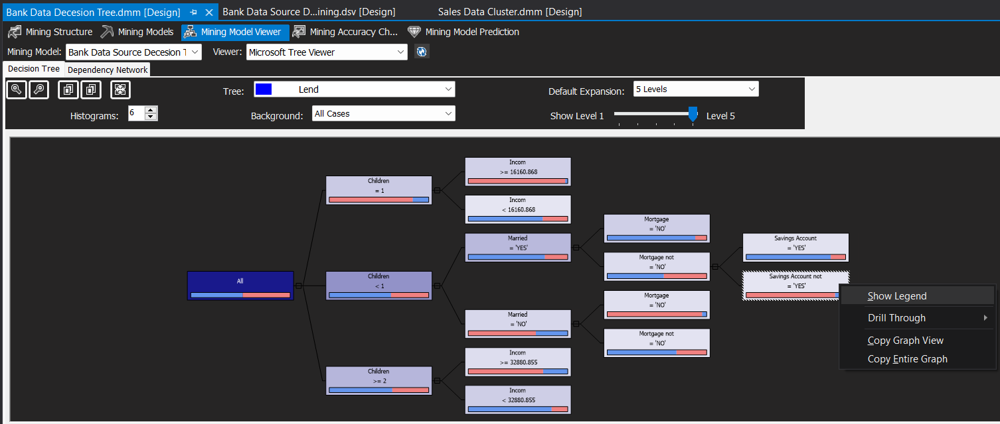 Bank Data Decesion Tree.dmm [Design] Bank Data Source D...ining.dsv [Design] Sales Data Cluster.dmm [Design]
Mining Structure Mining Models Mining Model Viewer Mining Accuracy Ch... Mining Model Prediction
Mining Model: Bank Data Source Decesion T Viewer: Microsoft Tree Viewer
Decision Tree Dependency Network
Tree: Lend Default Expansion: 5 Levels
Histograms: 6 Background: All Cases Show Level 1 Level 5
All
Children
= 1
Children
< 1
Children
>= 2
Incom
>= 16160.868
Incom
< 16160.868
Married
= 'YES'
Married
= 'NO'
Incom
>= 32880.855
Incom
< 32880.855
Mortgage
= 'NO'
Mortgage not
= 'NO'
Mortgage
= 'NO'
Mortgage not
= 'NO'
Savings Account
= 'YES'
Savings Account not
= 'YES'
Show Legend
Drill Through
Copy Graph View
Copy Entire Graph